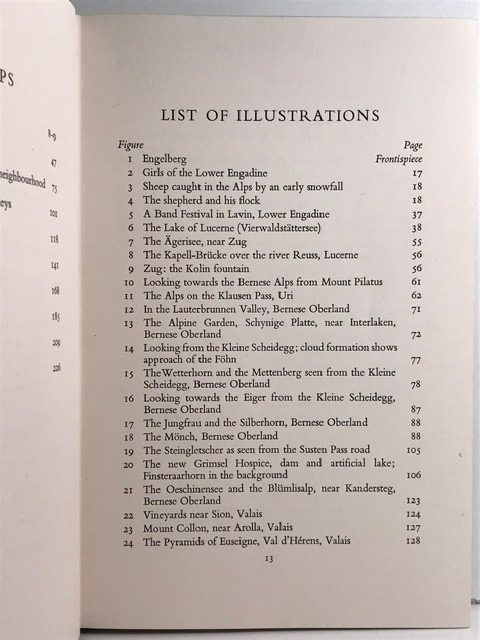 PS
8-9
47
neighbourhood 75
eys
101
118
141
168
185
209
226
LIST OF ILLUSTRATIONS
Figure Page
1 Engelberg Frontispiece
2 Girls of the Lower Engadine 17
3 Sheep caught in the Alps by an early snowfall 18
4 The shepherd and his flock 18
5 A Band Festival in Lavin, Lower Engadine 37
6 The Lake of Lucerne (Vierwaldstättersee) 38
7 The Ägerisee, near Zug 55
8 The Kapell-Brücke over the river Reuss, Lucerne 56
9 Zug: the Kolin fountain 56
10 Looking towards the Bernese Alps from Mount Pilatus 61
11 The Alps on the Klausen Pass, Uri 62
12 In the Lauterbrunnen Valley, Bernese Oberland 71
13 The Alpine Garden, Schynige Platte, near Interlaken,
Bernese Oberland 72
14 Looking from the Kleine Scheidegg; cloud formation shows
approach of the Föhn 77
15 The Wetterhorn and the Mettenberg seen from the Kleine
Scheidegg, Bernese Oberland 78
16 Looking towards the Eiger from the Kleine Scheidegg,
Bernese Oberland 87
17 The Jungfrau and the Silberhorn, Bernese Oberland 88
18 The Mönch, Bernese Oberland 88
19 The Steingletscher as seen from the Susten Pass road 105
20 The new Grimsel Hospice, dam and artificial lake;
Finsteraarhorn in the background 106
21 The Oeschinensee and the Blümlisalp, near Kandersteg,
Bernese Oberland 123
22 Vineyards near Sion, Valais 124
23 Mount Collon, near Arolla, Valais 127
24 The Pyramids of Euseigne, Val d'Hérens, Valais 128
13